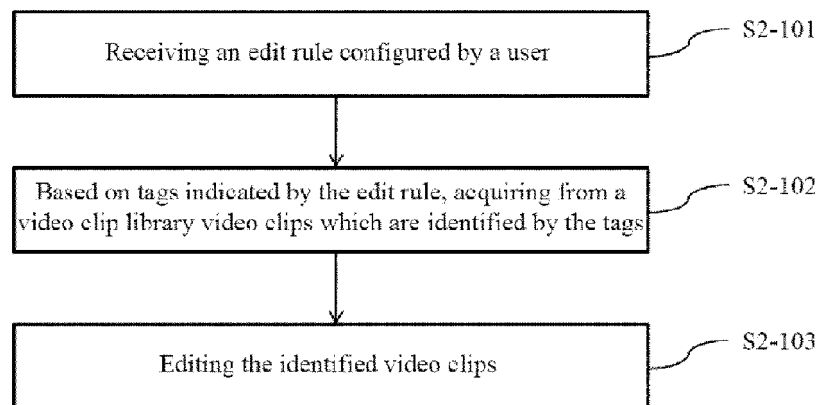 Receiving an edit rule configured by a user
S2-101
Based on tags indicated by the edit rule, acquiring from a
video clip library video clips which are identified by the tags
S2-102
Editing the identified video clips
S2-103